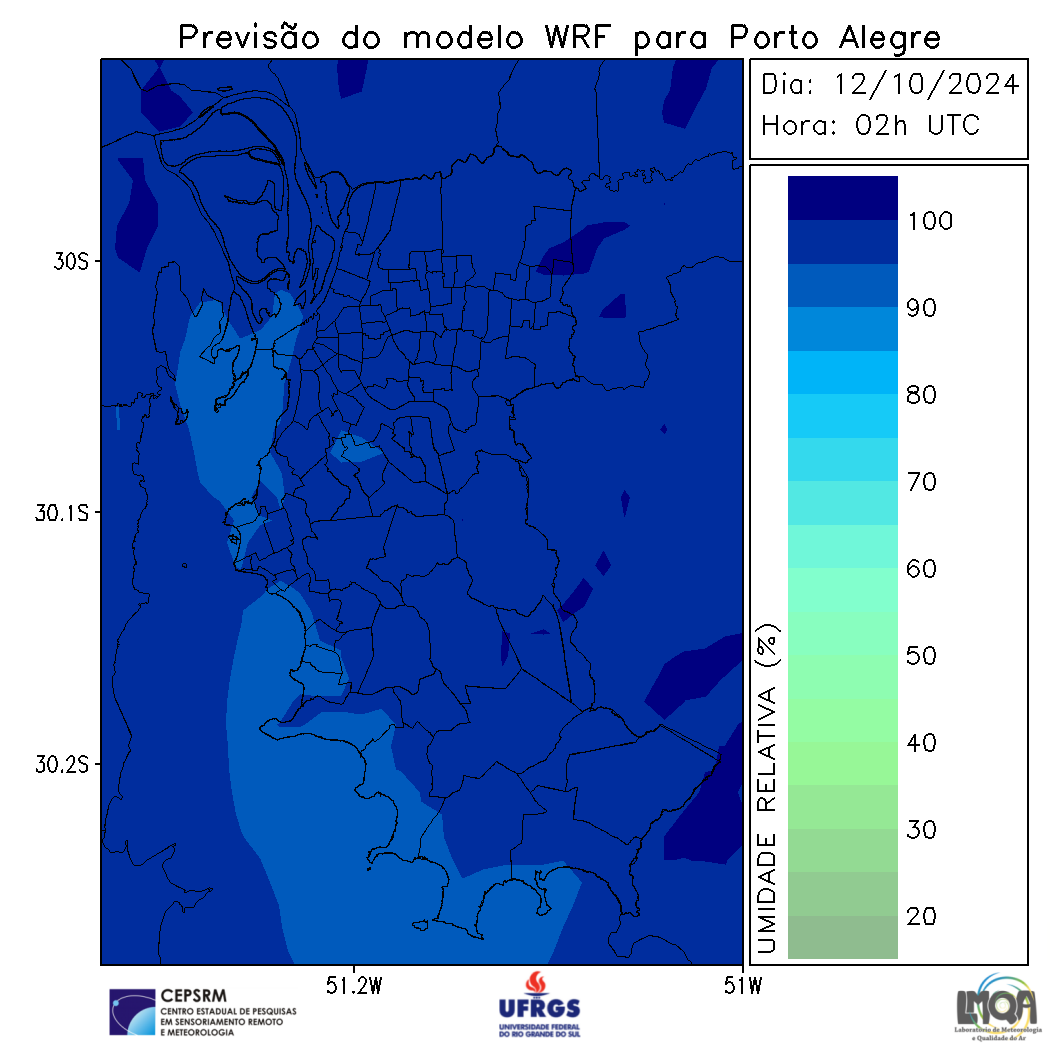 Previsão do modelo WRF para Porto Alegre
Dia: 12/10/2024
Hora: 02h UTC
100
90
80
70
60
50
40
30
20
UMIDADE RELATIVA (%)
30S
30.1S
30.2S
51.2W
51W
CEPSRM
CENTRO ESTADUAL DE PESQUISAS
EM SENSORIAMENTO REMOTO
E METEOROLOGIA
UFRGS
UNIVERSIDADE FEDERAL
DO RIO GRANDE DO SUL
LMQA
Laboratório de Meteorologia
e Qualidade do Ar